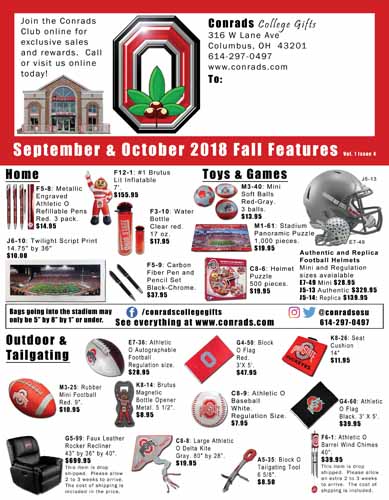 Join the Conrads
Club online for
exclusive sales
and rewards. Call
or visit us online
today!
Conrads College Gifts
316 W Lane Ave
Columbus, OH 43201
614-297-0497
www.conrads.com
To:
September & October 2018 Fall Features Vol. 1 Issue 4
Home
F5-8: Metallic
Engraved
Athletic O
Refillable Pens
Red. 3 pack.
$14.95
F12-1: #1 Brutus
Lit Inflatable
7'.
$155.95
F3-10: Water
Bottle
Clear red.
17 oz.
$17.95
J6-10: Twilight Script Print
14.75" by 36"
$10.00
F5-9: Carbon
Fiber Pen and
Pencil Set
Black-Chrome.
$37.95
Toys & Games
M3-40: Mini
Soft Balls
Red-Gray.
3 balls.
$13.95
M1-61: Stadium
Panoramic Puzzle
1,000 pieces.
$19.95
C8-6: Helmet
Puzzle
500 pieces
$19.95
J5-13
E7-49
Authentic and Replica
Football Helmets
Mini and Regulation
sizes available
E7-49 Mini $28.95
J5-13 Authentic $329.95
J5-14: Replica $139.95
Bags going into the stadium may
only be 5" by 8" by 1" or under.
/conradscollegegifts
See everything at www.conrads.com
@conradsosu
614-297-0497
Outdoor &
Tailgating
E7-36: Athletic
O Autographable
Football
Regulation size.
$28.95
M3-25: Rubber
Mini Football
Red. 9".
$10.95
K8-14: Brutus
Magnetic
Bottle Opener
Metal. 5 1/2".
$8.95
G5-99: Faux Leather
Rocker Recliner
43" by 36" by 40".
$699.95
This item is drop
shipped. Please allow
2 to 3 weeks to arrive.
The cost of shipping is
included in the price.
C8-8: Large Athletic
O Delta Kite
Gray. 80" by 28".
$19.95
G4-50: Block
O Flag
Red.
3' X 5'.
$47.95
C8-9: Athletic O
Baseball
White.
Regulation Size.
$7.95
A5-35: Block O
Tailgating Tool
6 5/8"
$8.50
K8-26: Seat
Cushion
14"
$11.95
G4-60: Athletic
O Flag
Black. 3' X 5'.
$39.95
F6-1: Athletic O
Barrel Wind Chimes
40".
$39.95
This item is drop
shipped. Please allow
an extra 2 to 3 weeks
to arrive. The cost
of shipping is included